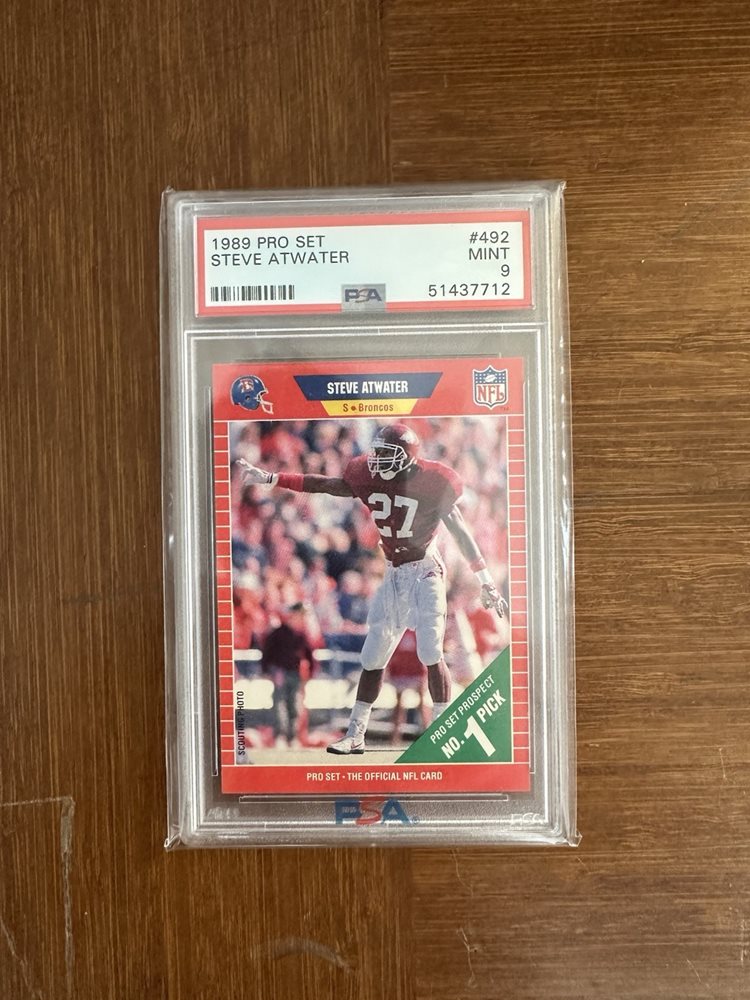 1989 PRO SET #492
STEVE ATWATER MINT
9
PSA 51437712
STEVE ATWATER
S • Broncos
NFL
27
SCOUTING PHOTO
PRO SET PROSPECT
NO. 1 PICK
PRO SET • THE OFFICIAL NFL CARD
PSA